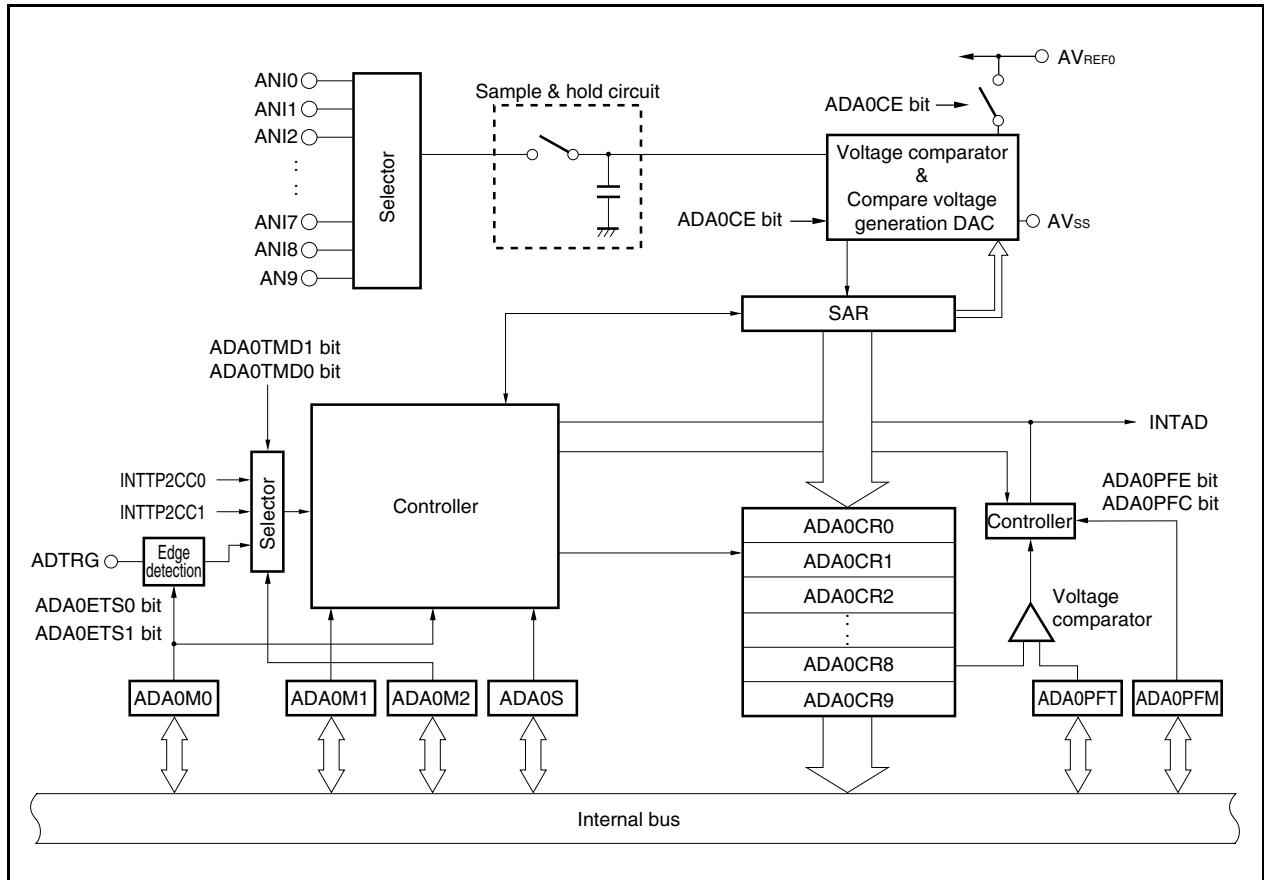 ANI0
ANI1
ANI2
ANI7
ANI8
AN9
Selector
Sample & hold circuit
AVREF0
ADA0CE bit
Voltage comparator
&
Compare voltage
generation DAC
ADA0CE bit
AVSS
SAR
ADA0TMD1 bit
ADA0TMD0 bit
INTTP2CC0
INTTP2CC1
Selector
Controller
INTAD
ADA0PFE bit
ADA0PFC bit
Controller
ADTRG
Edge
detection
ADA0ETS0 bit
ADA0ETS1 bit
ADA0CR0
ADA0CR1
ADA0CR2
ADA0CR8
ADA0CR9
Voltage
comparator
ADA0M0
ADA0M1
ADA0M2
ADA0S
ADA0PFT
ADA0PFM
Internal bus